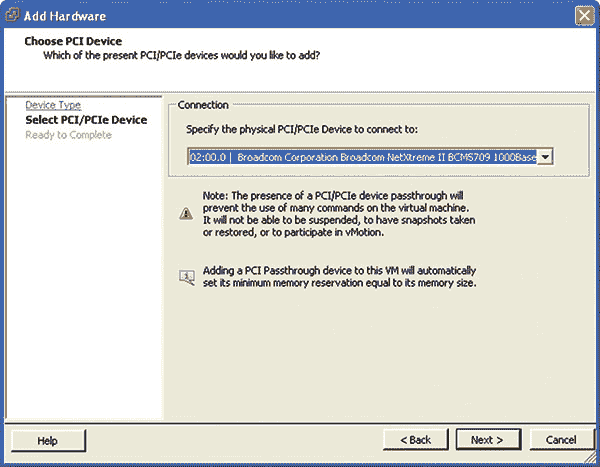 Add Hardware
Choose PCI Device
Which of the present PCI/PCIe devices would you like to add?
Device Type
Select PCI/PCIe Device
Ready to Complete
Connection
Specify the physical PCI/PCIe Device to connect to:
02:00.0 | Broadcom Corporation Broadcom NetXtreme II BCM5709 1000Base
Note: The presence of a PCI/PCIe device passthrough will
prevent the use of many commands on the virtual machine.
It will not be able to be suspended, to have snapshots taken
or restored, or to participate in vMotion.
Adding a PCI Passthrough device to this VM will automatically
set its minimum memory reservation equal to its memory size.
Help
< Back
Next >
Cancel